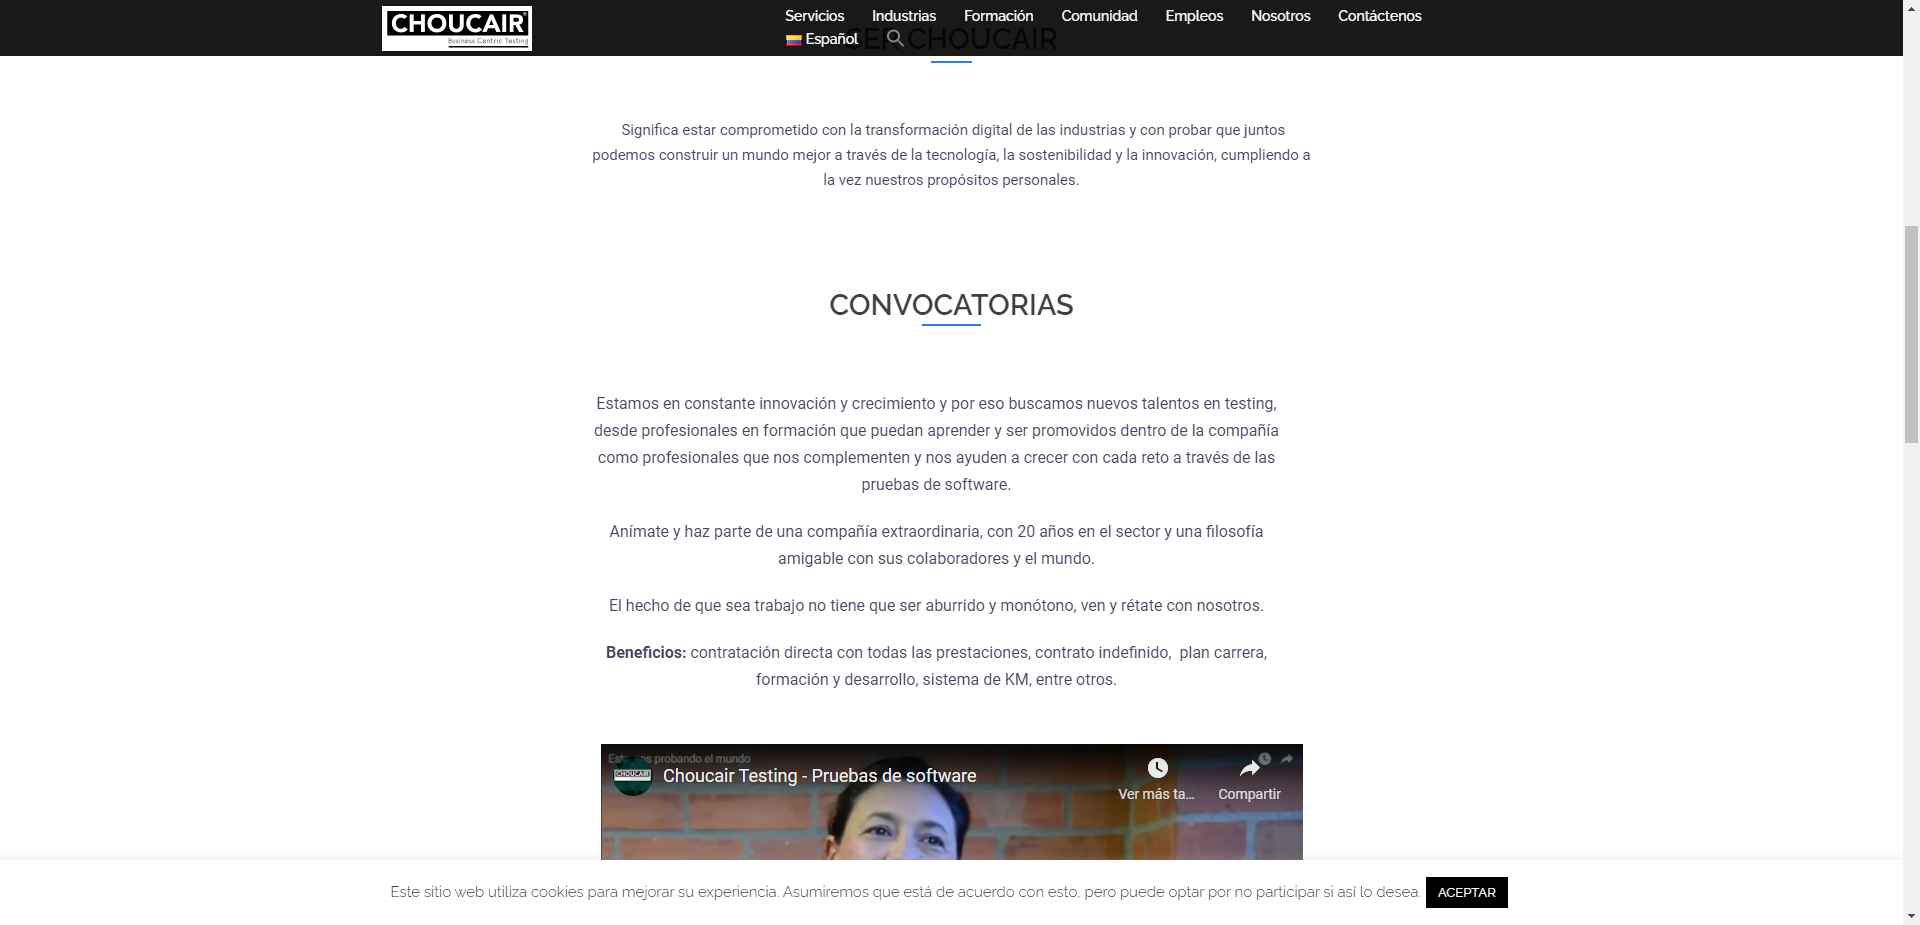 CHOUCAIR
Business Centric Testing
Servicios Industrias Formación Comunidad Empleos Nosotros Contáctenos
Español
SER CHOUCAIR
Significa estar comprometido con la transformación digital de las industrias y con probar que juntos
podemos construir un mundo mejor a través de la tecnología, la sostenibilidad y la innovación, cumpliendo a
la vez nuestros propósitos personales.
CONVOCATORIAS
Estamos en constante innovación y crecimiento y por eso buscamos nuevos talentos en testing,
desde profesionales en formación que puedan aprender y ser promovidos dentro de la compañía
como profesionales que nos complementen y nos ayuden a crecer con cada reto a través de las
pruebas de software.
Anímate y haz parte de una compañía extraordinaria, con 20 años en el sector y una filosofía
amigable con sus colaboradores y el mundo.
El hecho de que sea trabajo no tiene que ser aburrido y monótono, ven y rétate con nosotros.
Beneficios: contratación directa con todas las prestaciones, contrato indefinido,  plan carrera,
formación y desarrollo, sistema de KM, entre otros.
probando el mundo
CHOUCAIR
Choucair Testing - Pruebas de software
Ver más ta... Compartir
Este sitio web utiliza cookies para mejorar su experiencia. Asumiremos que está de acuerdo con esto, pero puede optar por no participar si así lo desea. ACEPTAR